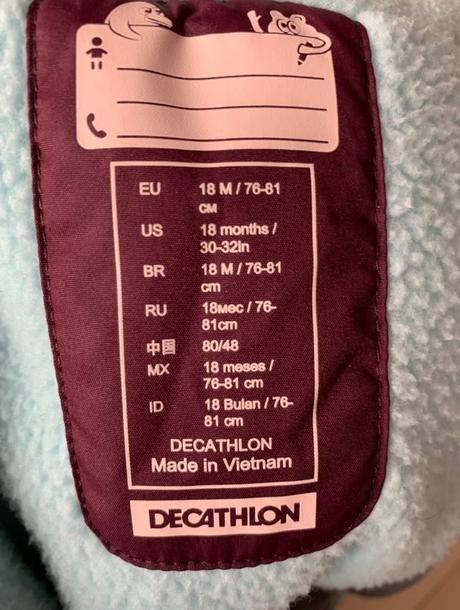 EU 18 M / 76-81
см
US 18 months /
30-32In
BR 18 M / 76-81
cm
RU 18мес / 76-
81cm
中国 80/48
MX 18 meses /
76-81 cm
ID 18 Bulan / 76-
81 cm
DECATHLON
Made in Vietnam
DECATHLON